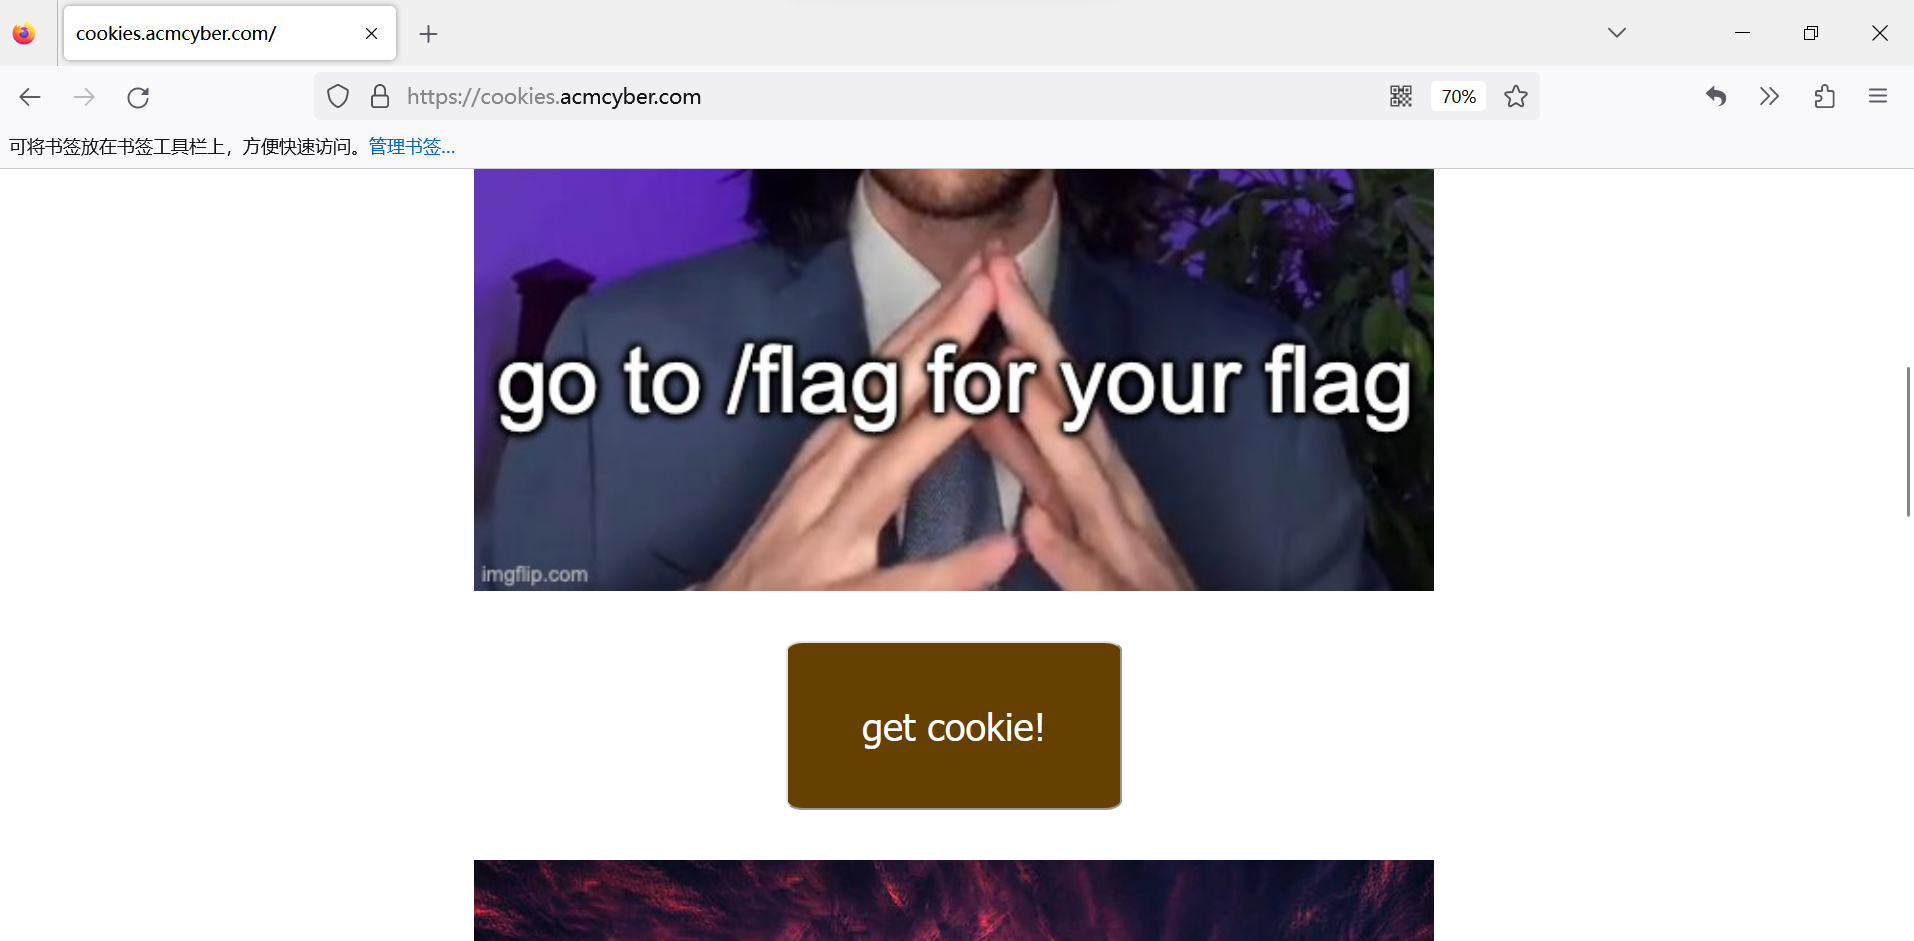 cookies.acmcyber.com/
https://cookies.acmcyber.com
70%
可将书签放在书签工具栏上，方便快速访问。管理书签...
go to /flag for your flag
imgflip.com
get cookie!